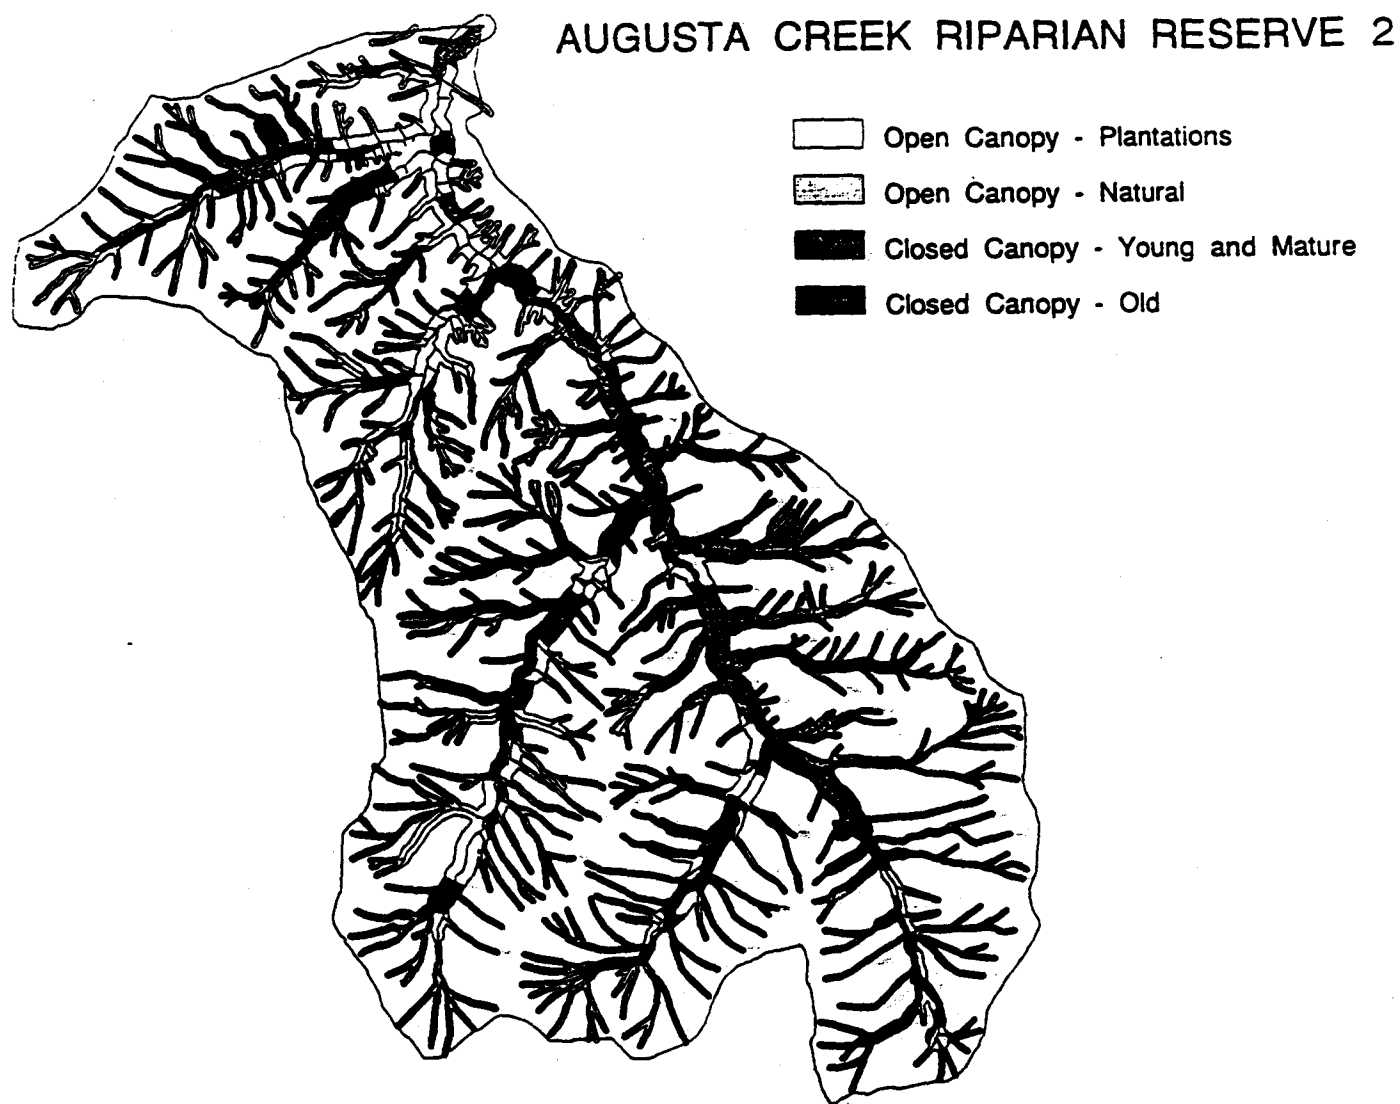 AUGUSTA CREEK RIPARIAN RESERVE 2
Open Canopy - Plantations
Open Canopy - Natural
Closed Canopy - Young and Mature
Closed Canopy - Old